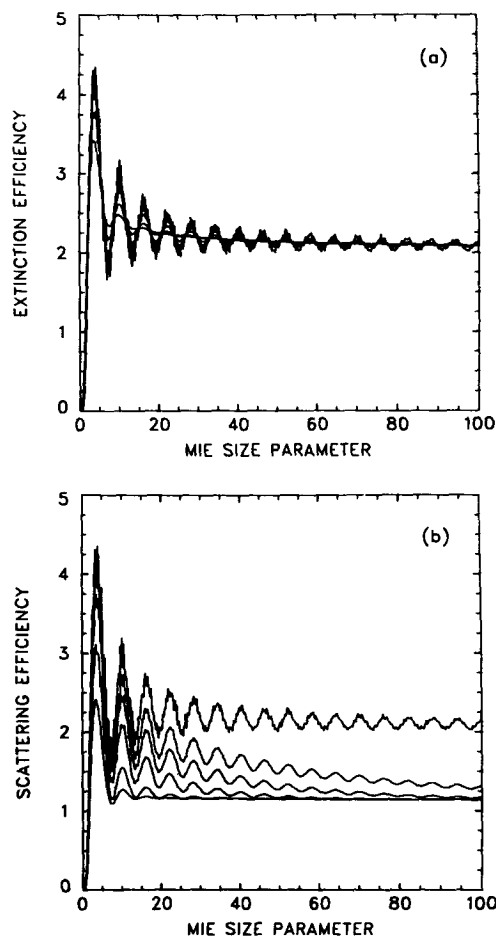 5
4
3
2
1
0
EXTINCTION EFFICIENCY
(a)
0 20 40 60 80 100
MIE SIZE PARAMETER
5
4
3
2
1
0
SCATTERING EFFICIENCY
(b)
0 20 40 60 80 100
MIE SIZE PARAMETER